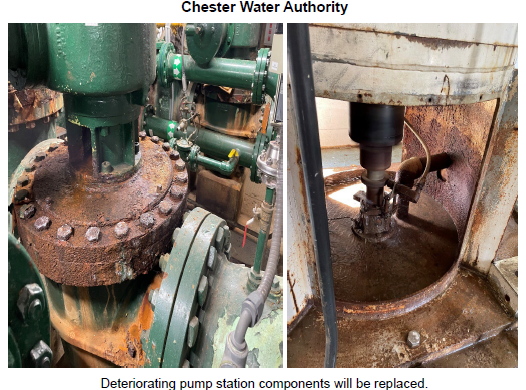 Chester Water Authority
Deteriorating pump station components will be replaced.